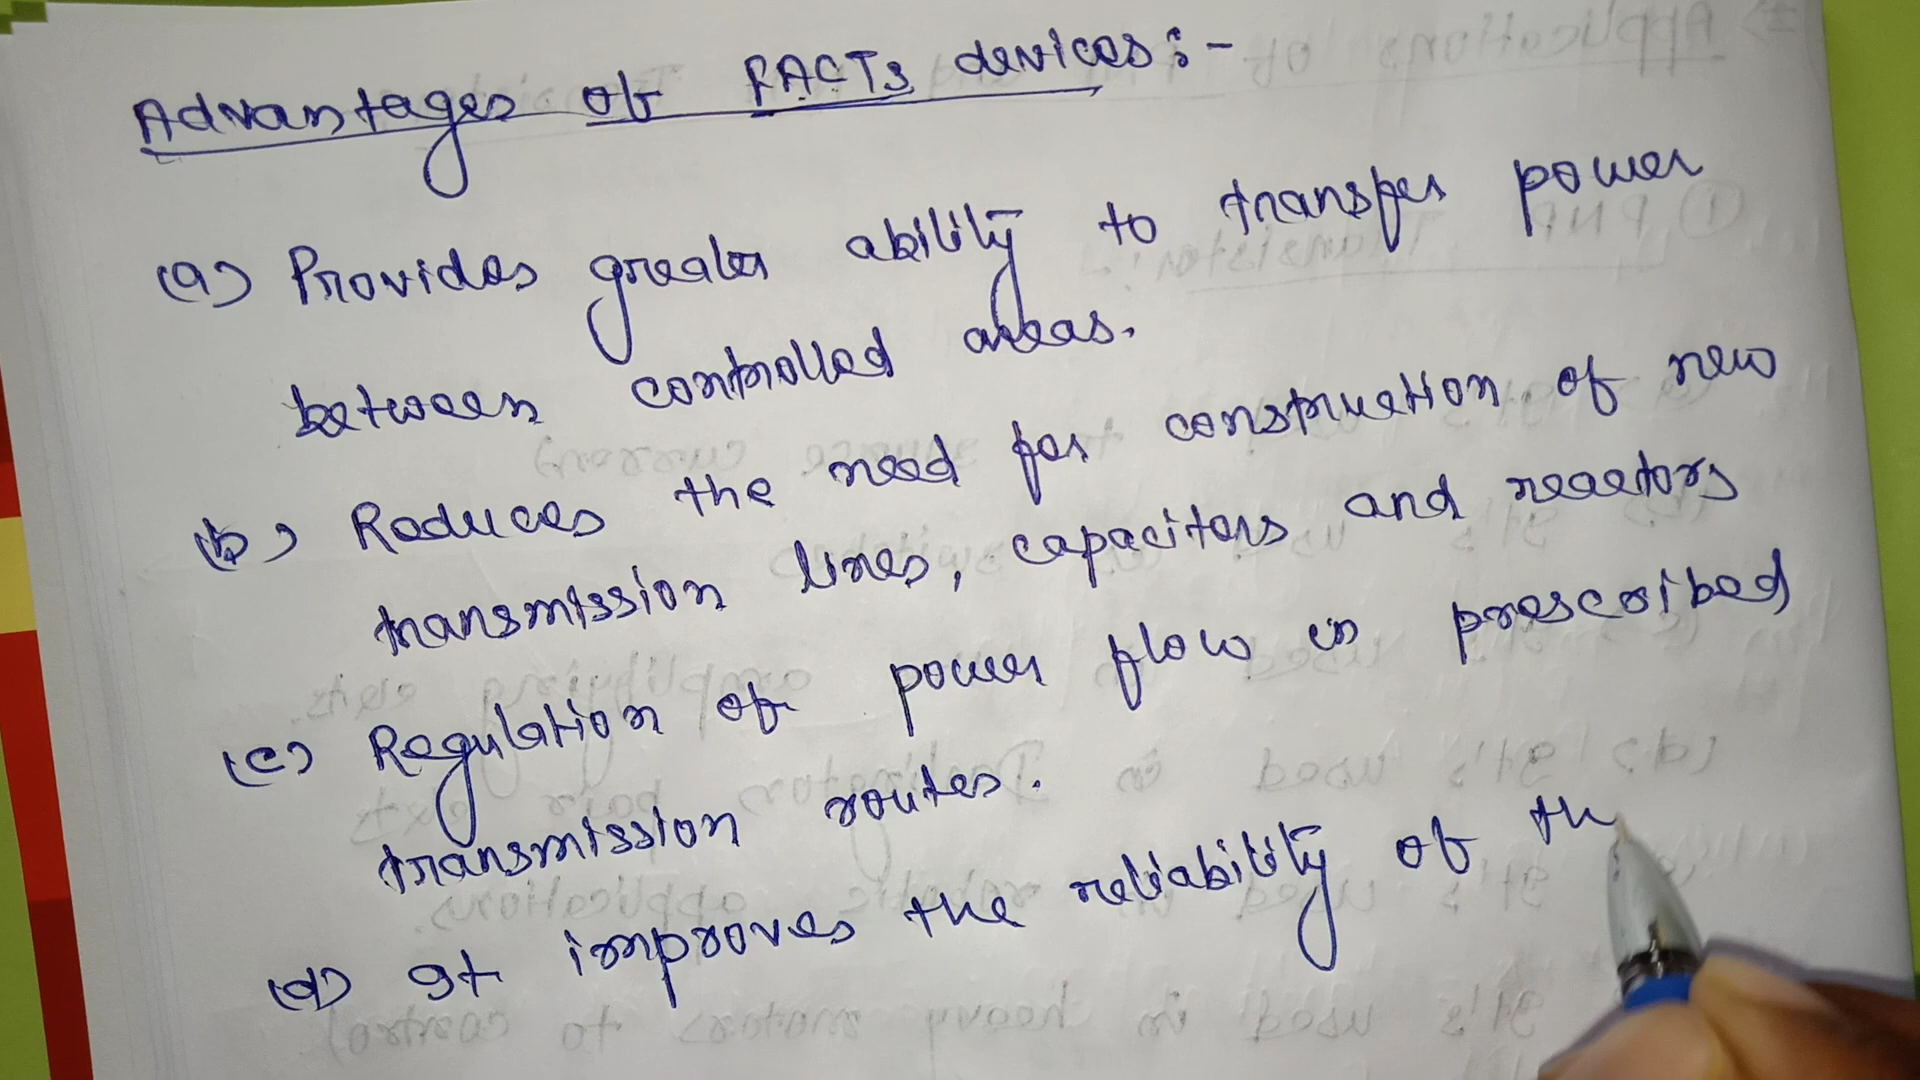 Advantages of FACTs devices:-
(a) Provides greater ability to transfer power
between controlled areas.
(b) Reduces the need for construction of new
transmission lines, capacitors and reactors
(c) Regulation of power flow in prescribed
transmission routes.
(d) It improves the reliability of the